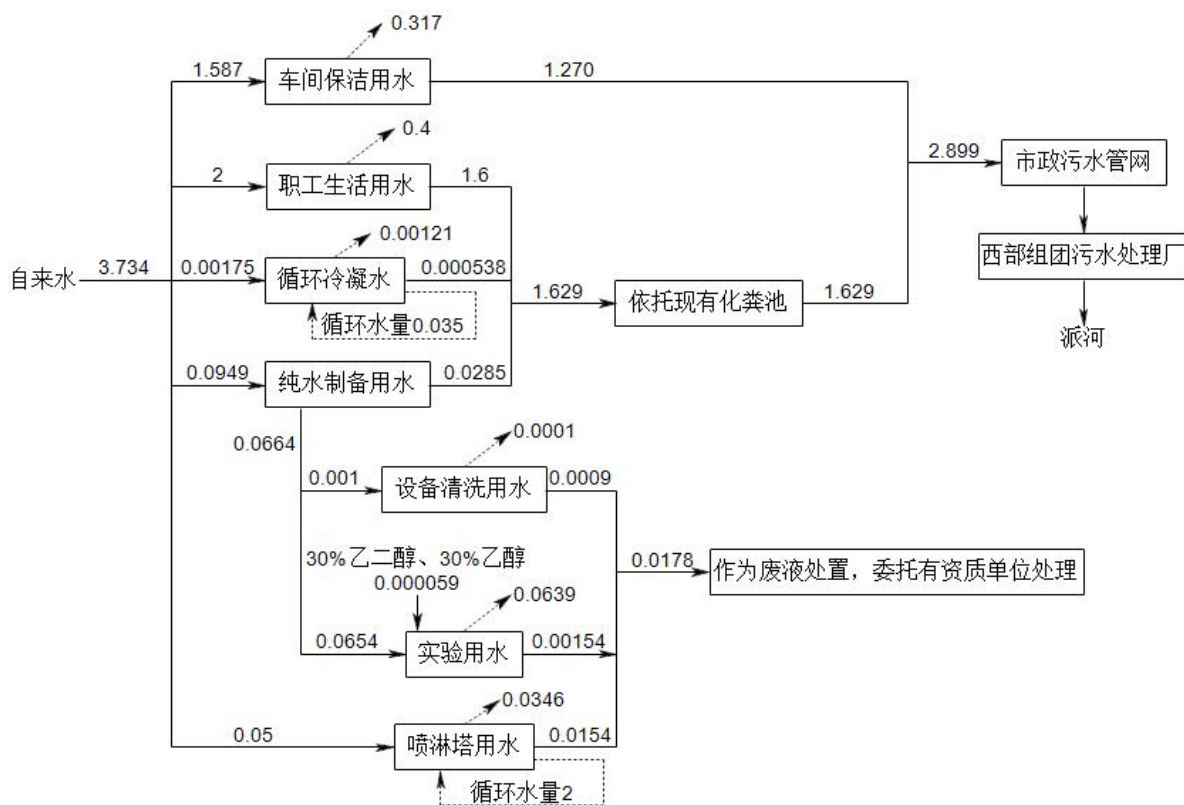 0.317
1.587
车间保洁用水
1.270
0.4
2.899
市政污水管网
2
职工生活用水
1.6
0.00121
西部组团污水处理厂
自来水
3.734
0.00175
循环冷凝水
0.000538
1.629
依托现有化粪池
1.629
循环水量0.035
派河
0.0949
纯水制备用水
0.0285
0.0664
0.0001
0.001
设备清洗用水
0.0009
30%乙二醇、30%乙醇
0.000059
0.0178
作为废液处置，委托有资质单位处理
0.0639
0.0654
实验用水
0.00154
0.0346
0.05
喷淋塔用水
0.0154
循环水量2